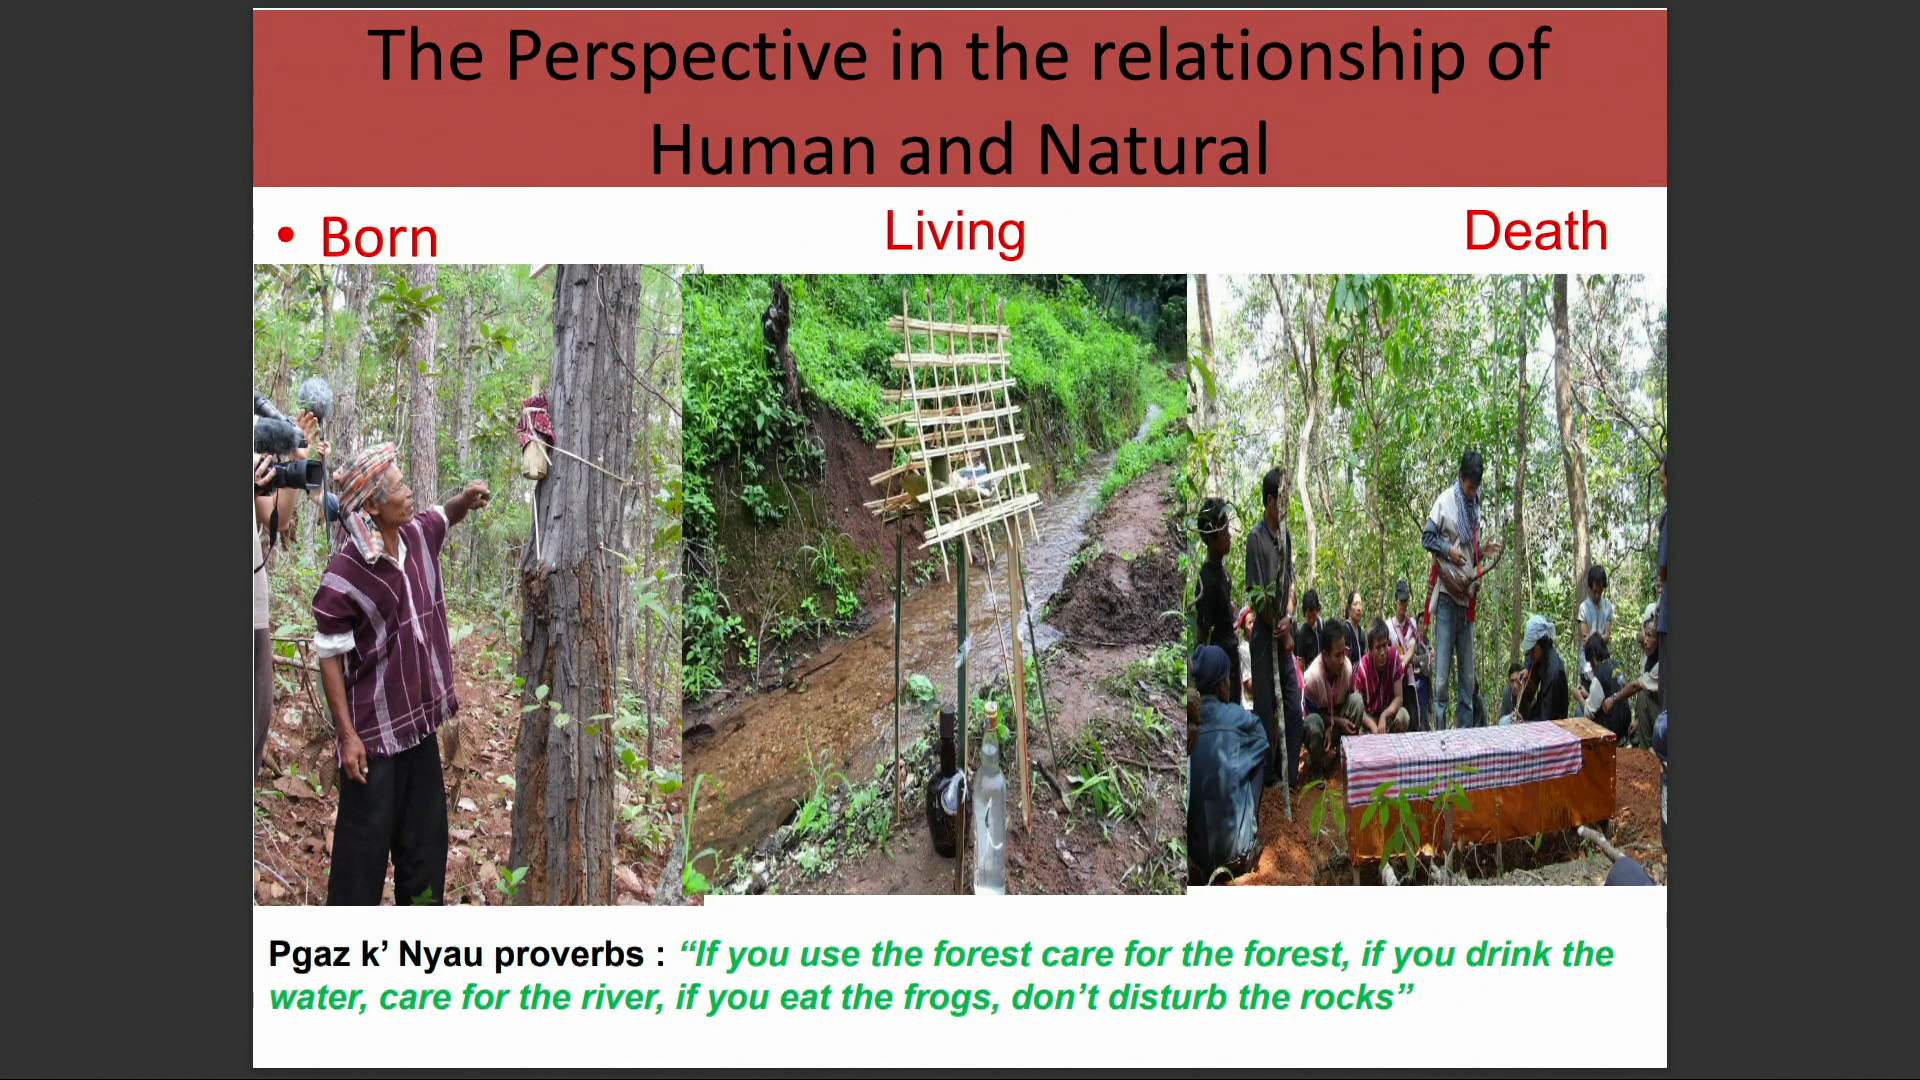 The Perspective in the relationship of
Human and Natural
• Born
Living
Death
Pgaz k’ Nyau proverbs : “If you use the forest care for the forest, if you drink the
water, care for the river, if you eat the frogs, don’t disturb the rocks”